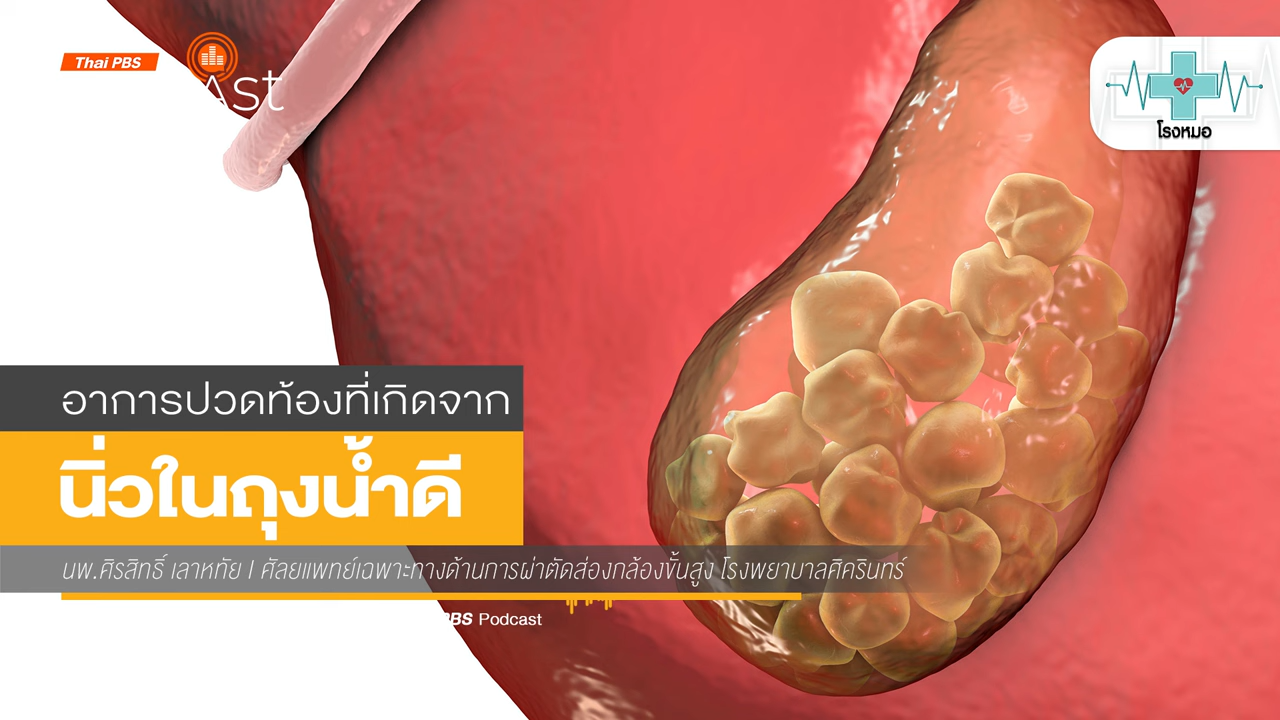 Thai PBS
Ast
โรงหมอ
อาการปวดท้องที่เกิดจาก
นิ่วในถุงน้ำดี
นพ.ศิรสิทธิ์ เลาหทัย I ศัลยแพทย์เฉพาะทางด้านการผ่าตัดส่องกล้องขั้นสูง โรงพยาบาลศิครินทร์
PBS Podcast